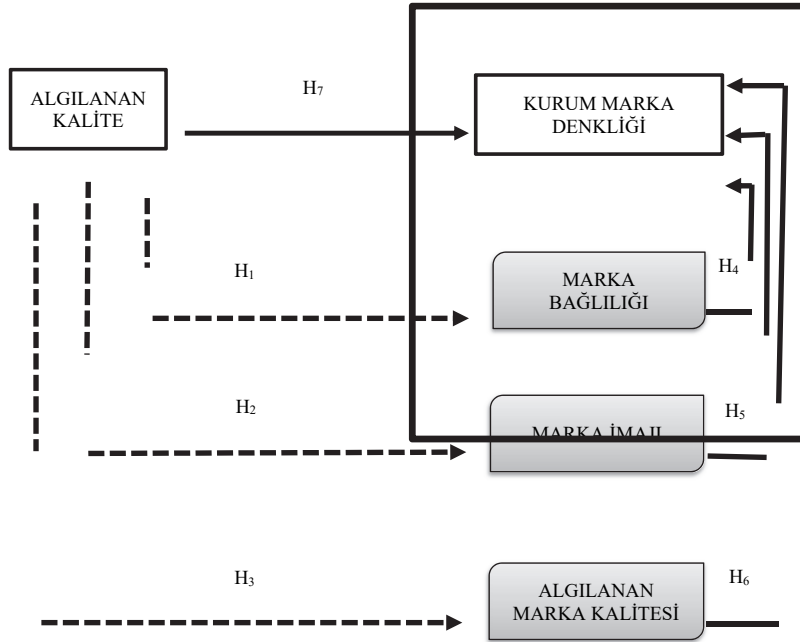 H₇
ALGILANAN
KALİTE
KURUM MARKA
DENKLİĞİ
H₁
MARKA
BAĞLILIĞI
H₄
H₂
MARKA İMAJI
H₅
H₃
ALGILANAN
MARKA KALİTESİ
H₆